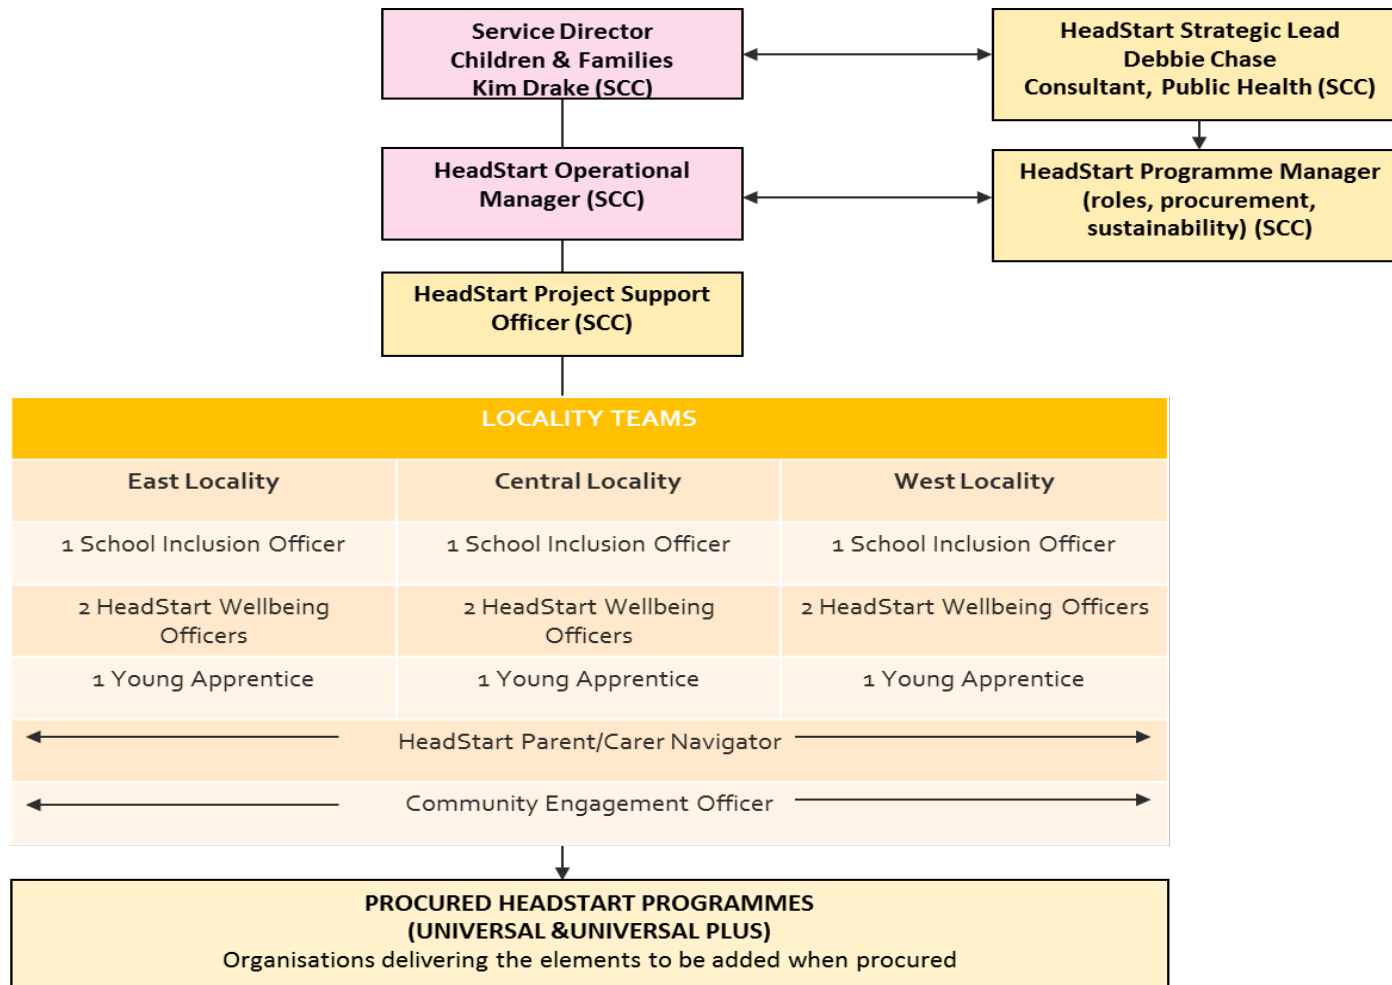 Service Director
Children & Families
Kim Drake (SCC)
HeadStart Strategic Lead
Debbie Chase
Consultant, Public Health (SCC)
HeadStart Operational
Manager (SCC)
HeadStart Programme Manager
(roles, procurement,
sustainability) (SCC)
HeadStart Project Support
Officer (SCC)
LOCALITY TEAMS
East Locality
Central Locality
West Locality
1 School Inclusion Officer
1 School Inclusion Officer
1 School Inclusion Officer
2 HeadStart Wellbeing
Officers
2 HeadStart Wellbeing
Officers
2 HeadStart Wellbeing Officers
1 Young Apprentice
1 Young Apprentice
1 Young Apprentice
HeadStart Parent/Carer Navigator
Community Engagement Officer
PROCURED HEADSTART PROGRAMMES
(UNIVERSAL &UNIVERSAL PLUS)
Organisations delivering the elements to be added when procured